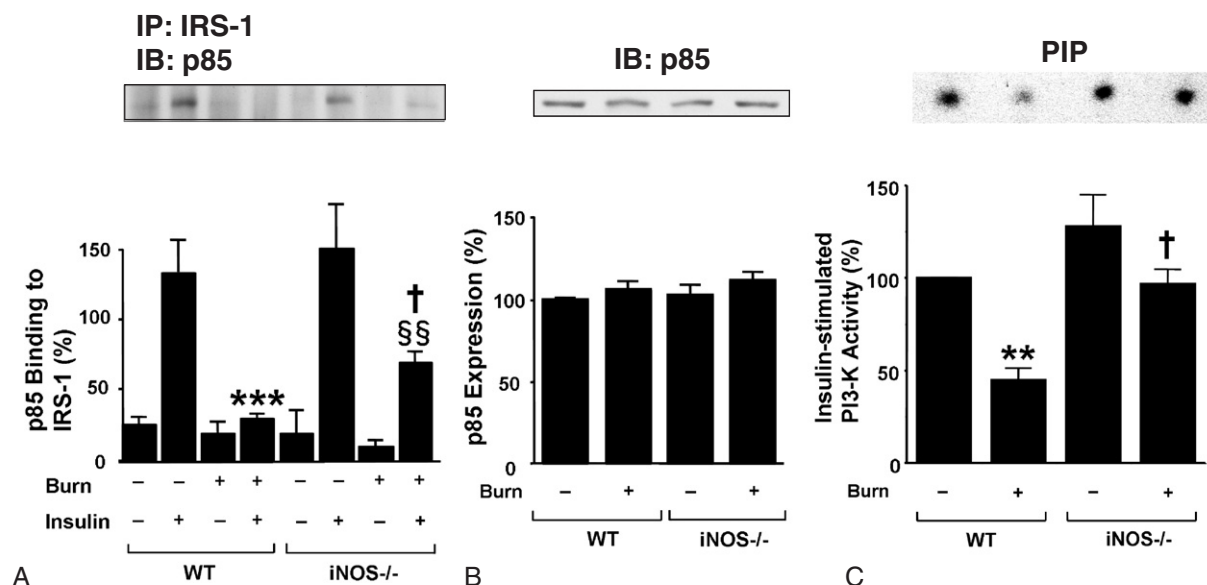 IP: IRS-1
IB: p85
150
100
50
0
p85 Binding to
IRS-1 (%)
***
†
§§
Burn – – + + – – + +
Insulin – + – + – + – +
WT iNOS-/-
A
IB: p85
150
100
50
0
p85 Expression (%)
Burn – + – +
WT iNOS-/-
B
PIP
150
100
50
0
Insulin-stimulated
PI3-K Activity (%)
**
†
Burn – + – +
WT iNOS-/-
C